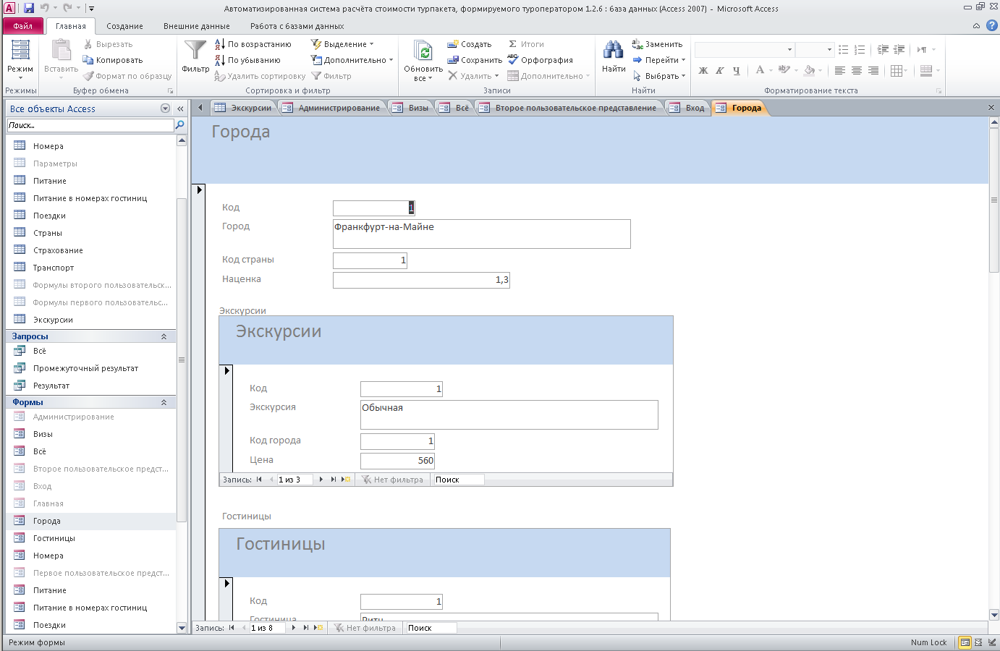 Автоматизированная система расчёта стоимости турпакета, формируемого туроператором 1.2.6 : база данных (Access 2007) - Microsoft Access
Файл Главная Создание Внешние данные Работа с базами данных
Режим
Режимы
Вставить
Вырезать
Копировать
Формат по образцу
Буфер обмена
Фильтр
По возрастанию
По убыванию
Удалить сортировку
Выделение
Дополнительно
Фильтр
Сортировка и фильтр
Обновить все
Создать
Сохранить
Удалить
Итоги
Орфография
Дополнительно
Записи
Найти
Заменить
Перейти
Выбрать
Найти
Ж К Ч
Форматирование текста
Все объекты Access
Поиск...
Номера
Параметры
Питание
Питание в номерах гостиниц
Поездки
Страны
Страхование
Транспорт
Формулы второго пользовательск...
Формулы первого пользовательс...
Экскурсии
Запросы
Всё
Промежуточный результат
Результат
Формы
Администрирование
Визы
Всё
Второе пользовательское предст...
Вход
Главная
Города
Гостиницы
Номера
Первое пользовательское предст...
Питание
Питание в номерах гостиниц
Поездки
Экскурсии Администрирование Визы Всё Второе пользовательское представление Вход Города
Города
Код 1
Город Франкфурт-на-Майне
Код страны 1
Наценка 1,3
Экскурсии
Экскурсии
Код 1
Экскурсия Обычная
Код города 1
Цена 560
Запись: 1 из 3 Нет фильтра Поиск
Гостиницы
Гостиницы
Код 1
Гостиница Ритц
Запись: 1 из 8 Нет фильтра Поиск
Режим формы Num Lock